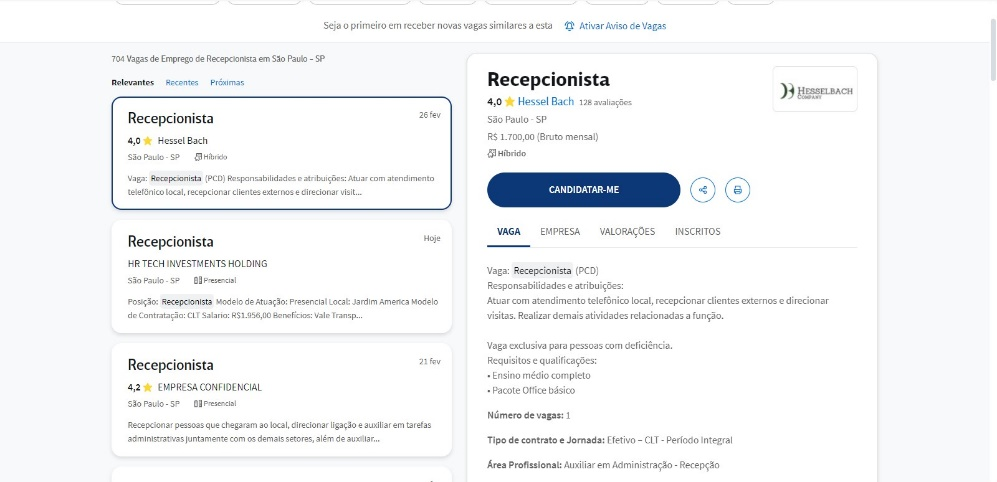 Seja o primeiro em receber novas vagas similares a esta
Ativar Aviso de Vagas
704 Vagas de Emprego de Recepcionista em São Paulo - SP
Relevantes Recentes Próximas
Recepcionista
26 fev
4,0 Hessel Bach
São Paulo - SP Híbrido
Vaga: Recepcionista (PCD) Responsabilidades e atribuições: Atuar com atendimento
telefônico local, recepcionar clientes externos e direcionar visit...
Recepcionista
Hoje
HR TECH INVESTMENTS HOLDING
São Paulo - SP Presencial
Posição: Recepcionista Modelo de Atuação: Presencial Local: Jardim America Modelo
de Contratação: CLT Salario: R$1.956,00 Benefícios: Vale Transp...
Recepcionista
21 fev
4,2 EMPRESA CONFIDENCIAL
São Paulo - SP Presencial
Recepcionar pessoas que chegaram ao local, direcionar ligação e auxiliar em tarefas
administrativas juntamente com os demais setores, além de auxiliar...
Recepcionista
HESSELBACH
COMPANY
4,0 Hessel Bach 128 avaliações
São Paulo - SP
R$ 1.700,00 (Bruto mensal)
Híbrido
CANDIDATAR-ME
VAGA EMPRESA VALORAÇÕES INSCRITOS
Vaga: Recepcionista (PCD)
Responsabilidades e atribuições:
Atuar com atendimento telefônico local, recepcionar clientes externos e direcionar
visitas. Realizar demais atividades relacionadas a função.
Vaga exclusiva para pessoas com deficiência.
Requisitos e qualificações:
• Ensino médio completo
• Pacote Office básico
Número de vagas: 1
Tipo de contrato e Jornada: Efetivo – CLT - Período Integral
Área Profissional: Auxiliar em Administração - Recepção